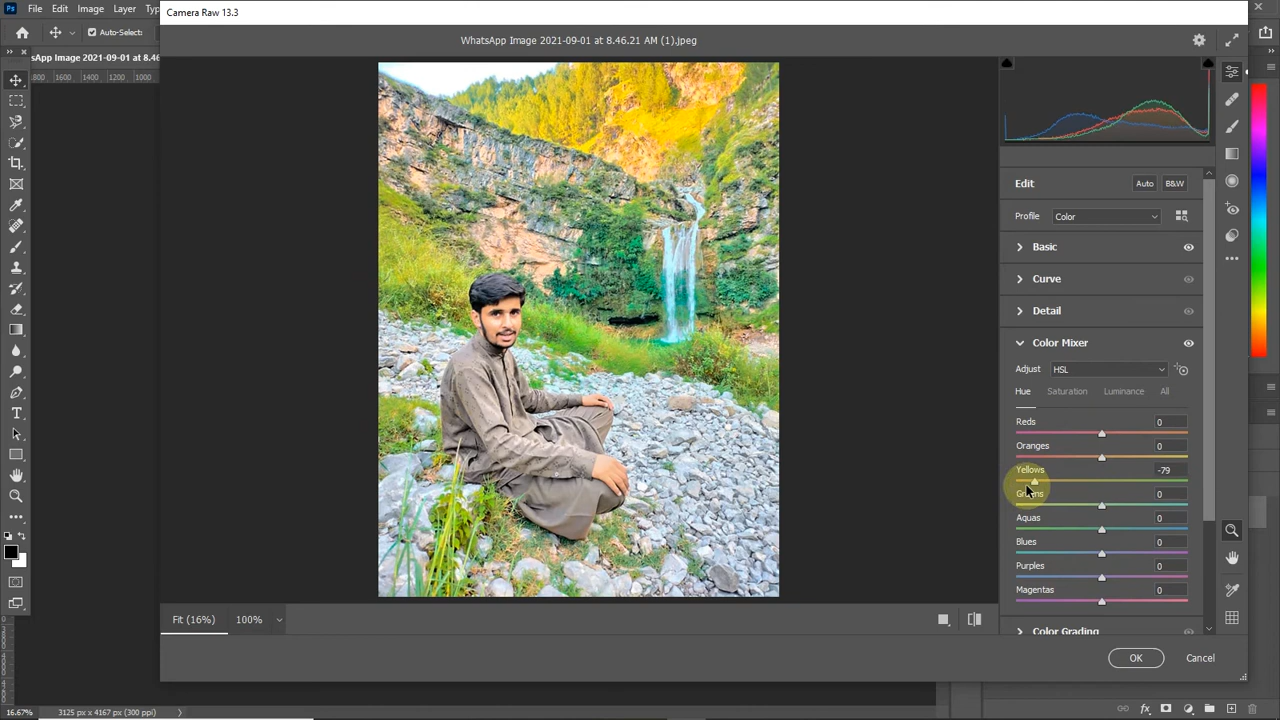 Camera Raw 13.3
Ps File Edit Image Layer Typ
WhatsApp Image 2021-09-01 at 8.46.21 AM (1).jpeg
Auto-Select:
sApp Image 2021-09-01 at 8.46
1800 1600 1400 1200 1000
Edit Auto B&W
Profile Color
Basic
Curve
Detail
Color Mixer
Adjust HSL
Hue Saturation Luminance All
Reds 0
Oranges 0
Yellows -79
Greens 0
Aquas 0
Blues 0
Purples 0
Magentas 0
Color Grading
Fit (16%) 100%
OK Cancel
16.67% 3125 px x 4167 px (300 ppi)